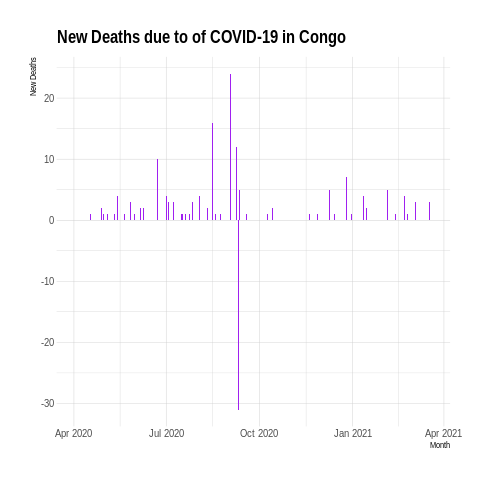 New Deaths due to of COVID-19 in Congo
New Deaths
20
10
0
-10
-20
-30
Apr 2020 Jul 2020 Oct 2020 Jan 2021 Apr 2021
Month